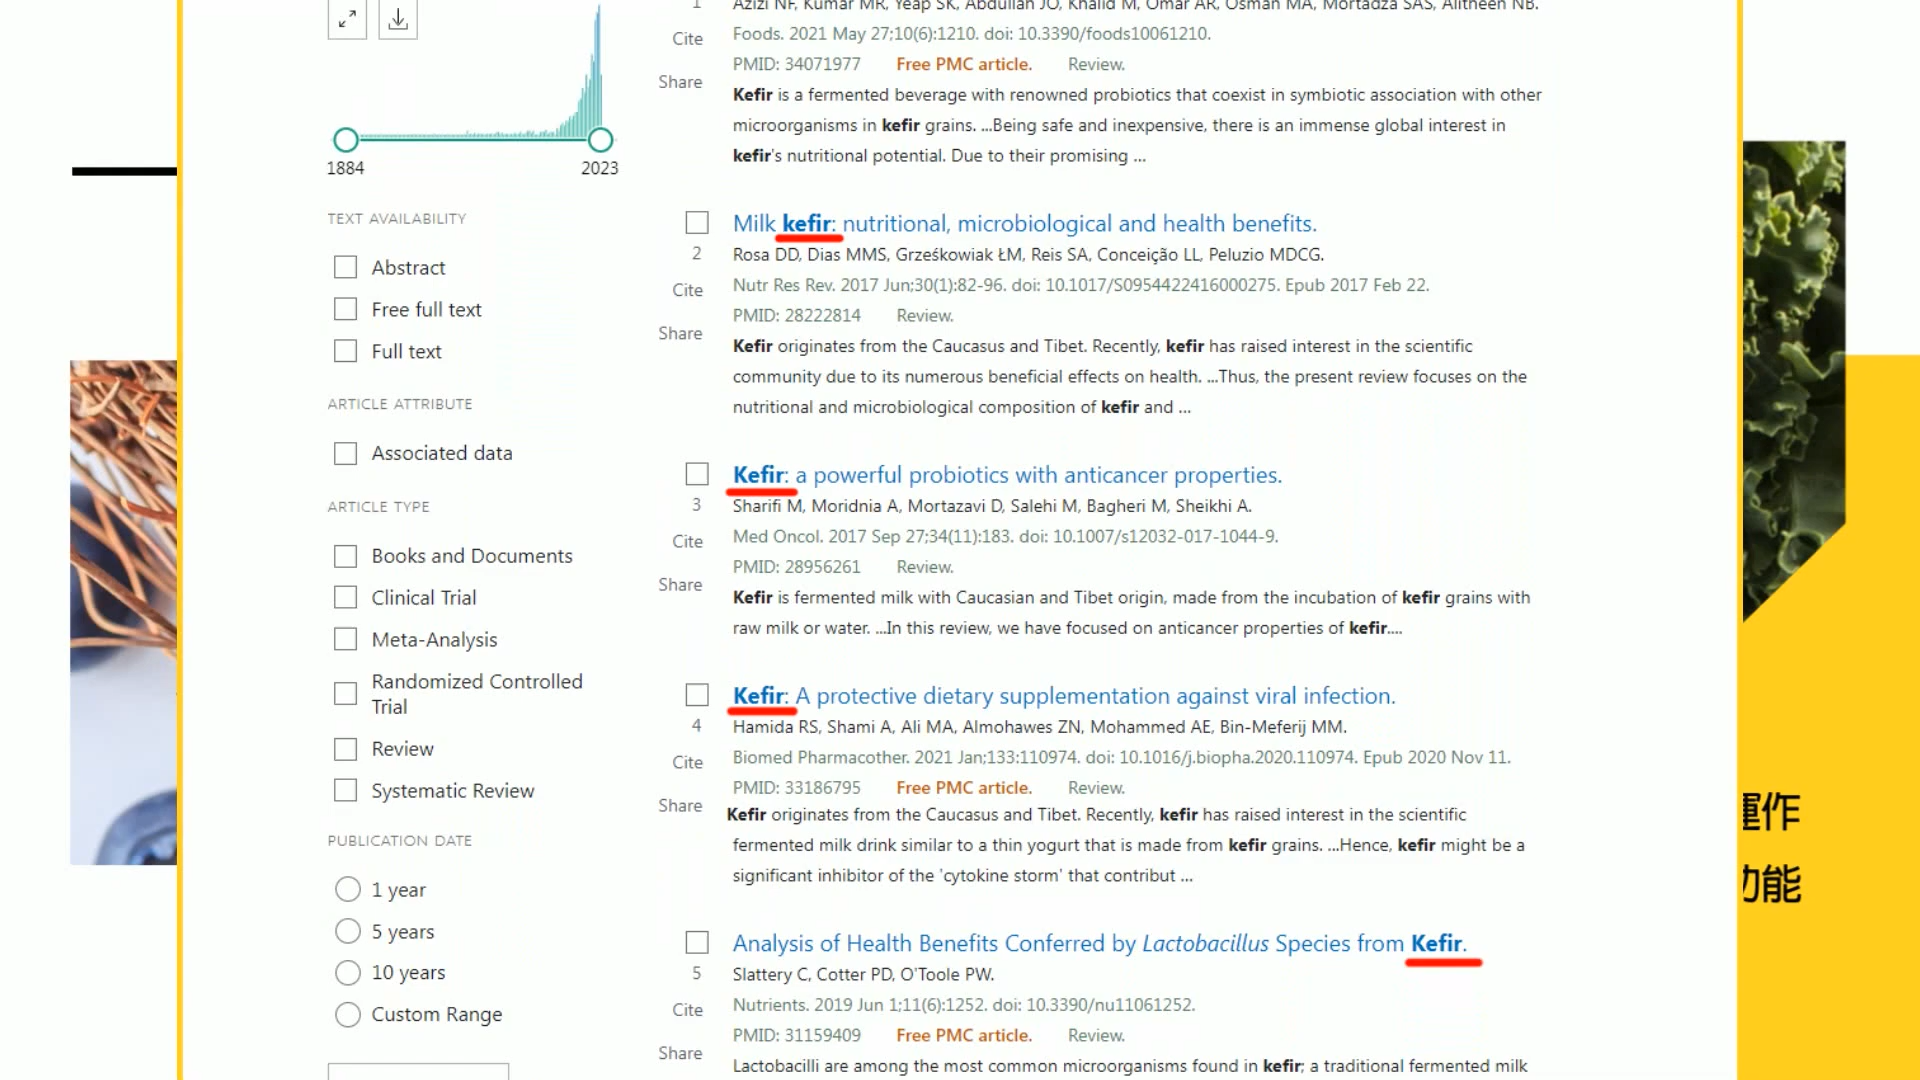 1884
2023
TEXT AVAILABILITY
Abstract
Free full text
Full text
ARTICLE ATTRIBUTE
Associated data
ARTICLE TYPE
Books and Documents
Clinical Trial
Meta-Analysis
Randomized Controlled
Trial
Review
Systematic Review
PUBLICATION DATE
1 year
5 years
10 years
Custom Range
1
Azizi NF, Kumar MR, Yeap SK, Abdullah JO, Khalid M, Omar AR, Osman MA, Mortadza SAS, Alitheen NB.
Cite
Foods. 2021 May 27;10(6):1210. doi: 10.3390/foods10061210.
PMID: 34071977 Free PMC article. Review.
Share
Kefir is a fermented beverage with renowned probiotics that coexist in symbiotic association with other
microorganisms in kefir grains. ...Being safe and inexpensive, there is an immense global interest in
kefir's nutritional potential. Due to their promising ...
Milk kefir: nutritional, microbiological and health benefits.
2
Rosa DD, Dias MMS, Grześkowiak ŁM, Reis SA, Conceição LL, Peluzio MDCG.
Cite
Nutr Res Rev. 2017 Jun;30(1):82-96. doi: 10.1017/S0954422416000275. Epub 2017 Feb 22.
PMID: 28222814 Review.
Share
Kefir originates from the Caucasus and Tibet. Recently, kefir has raised interest in the scientific
community due to its numerous beneficial effects on health. ...Thus, the present review focuses on the
nutritional and microbiological composition of kefir and ...
Kefir: a powerful probiotics with anticancer properties.
3
Sharifi M, Moridnia A, Mortazavi D, Salehi M, Bagheri M, Sheikhi A.
Cite
Med Oncol. 2017 Sep 27;34(11):183. doi: 10.1007/s12032-017-1044-9.
PMID: 28956261 Review.
Share
Kefir is fermented milk with Caucasian and Tibet origin, made from the incubation of kefir grains with
raw milk or water. ...In this review, we have focused on anticancer properties of kefir....
Kefir: A protective dietary supplementation against viral infection.
4
Hamida RS, Shami A, Ali MA, Almohawes ZN, Mohammed AE, Bin-Meferij MM.
Cite
Biomed Pharmacother. 2021 Jan;133:110974. doi: 10.1016/j.biopha.2020.110974. Epub 2020 Nov 11.
PMID: 33186795 Free PMC article. Review.
Share
Kefir originates from the Caucasus and Tibet. Recently, kefir has raised interest in the scientific
fermented milk drink similar to a thin yogurt that is made from kefir grains. ...Hence, kefir might be a
significant inhibitor of the 'cytokine storm' that contribut ...
Analysis of Health Benefits Conferred by Lactobacillus Species from Kefir.
5
Slattery C, Cotter PD, O'Toole PW.
Cite
Nutrients. 2019 Jun 1;11(6):1252. doi: 10.3390/nu11061252.
PMID: 31159409 Free PMC article. Review.
Share
Lactobacilli are among the most common microorganisms found in kefir; a traditional fermented milk
運作
功能